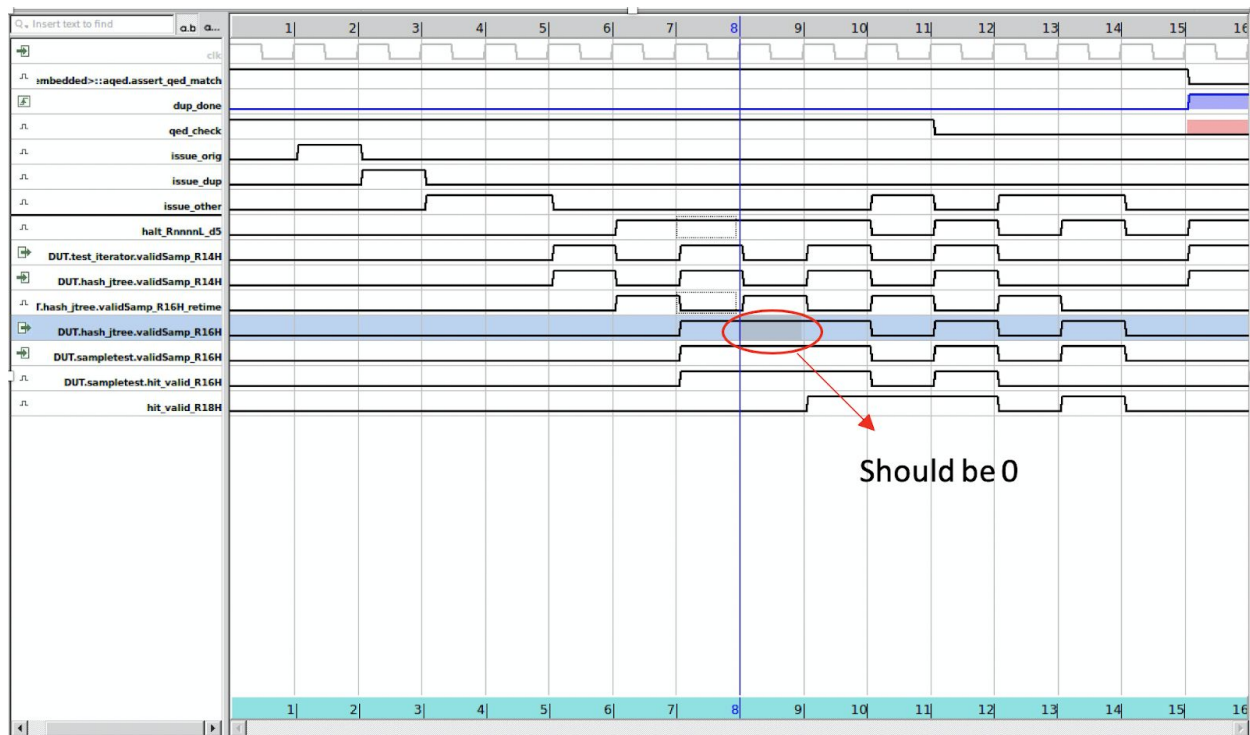 Insert text to find a.b a...
1 2 3 4 5 6 7 8 9 10 11 12 13 14 15 16
clk
embedded>::aqed.assert_qed_match
dup_done
qed_check
issue_orig
issue_dup
issue_other
halt_RnnnnL_d5
DUT.test_iterator.validSamp_R14H
DUT.hash_jtree.validSamp_R14H
T.hash_jtree.validSamp_R16H_retime
DUT.hash_jtree.validSamp_R16H
DUT.sampletest.validSamp_R16H
DUT.sampletest.hit_valid_R16H
hit_valid_R18H
Should be 0
1 2 3 4 5 6 7 8 9 10 11 12 13 14 15 16